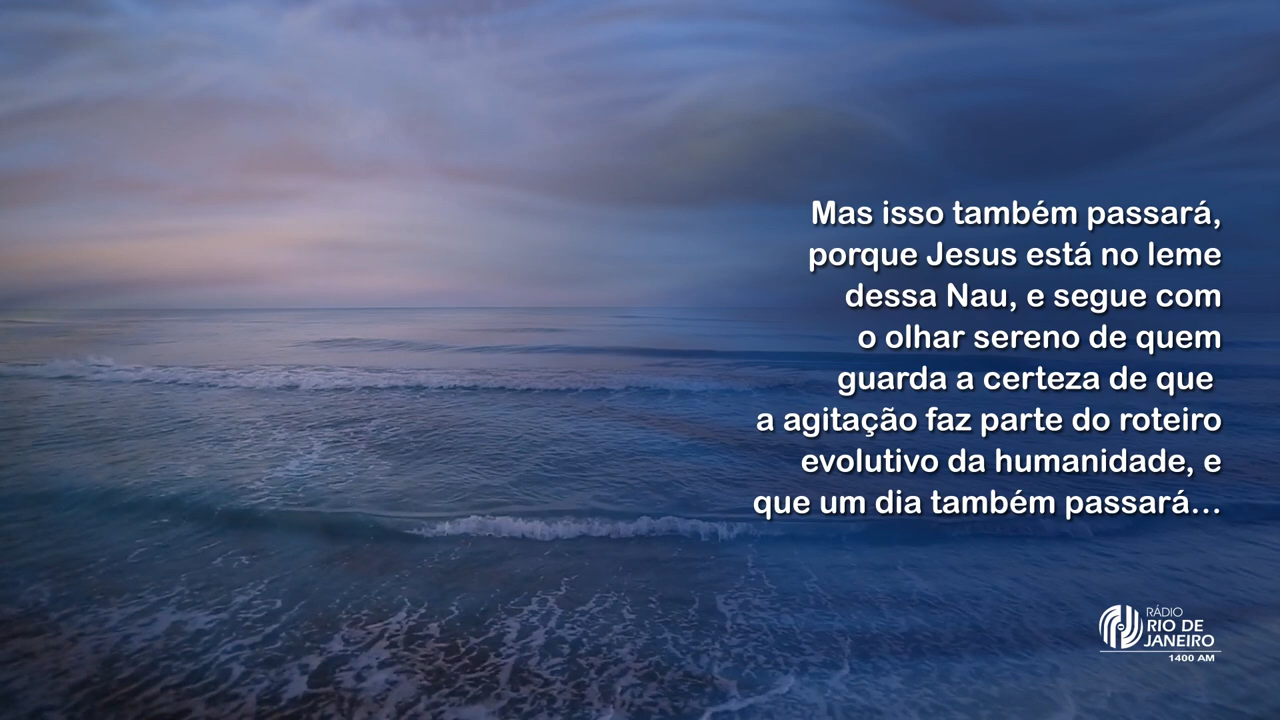 Mas isso também passará,
porque Jesus está no leme
dessa Nau, e segue com
o olhar sereno de quem
guarda a certeza de que
a agitação faz parte do roteiro
evolutivo da humanidade, e
que um dia também passará...
RÁDIO
RIO DE
JANEIRO
1400 AM